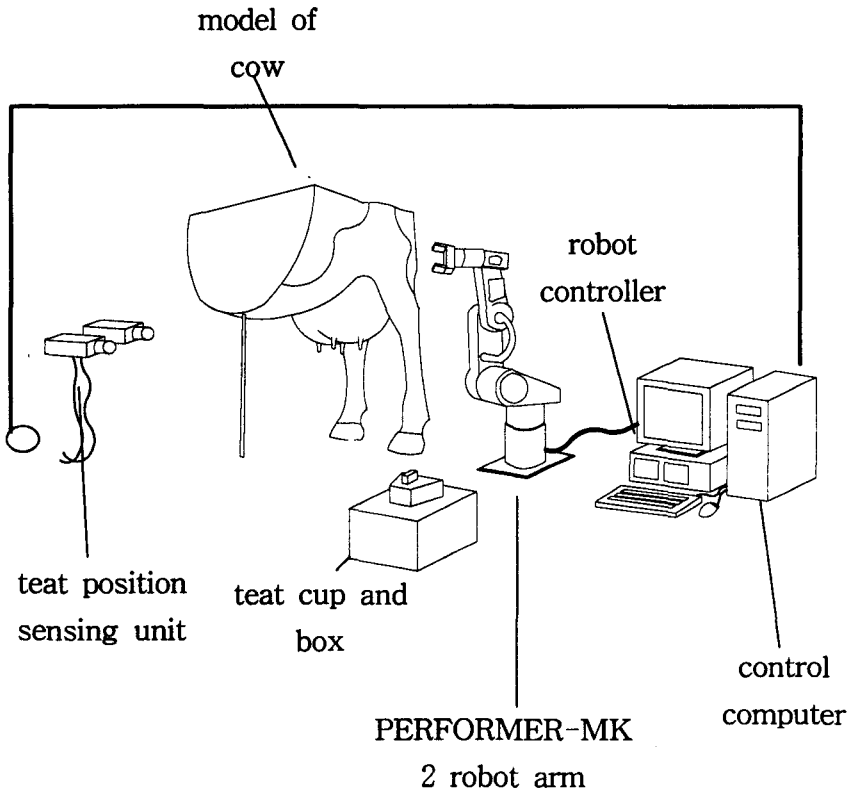 model of
cow
robot
controller
teat position
sensing unit
teat cup and
box
control
computer
PERFORMER-MK
2 robot arm